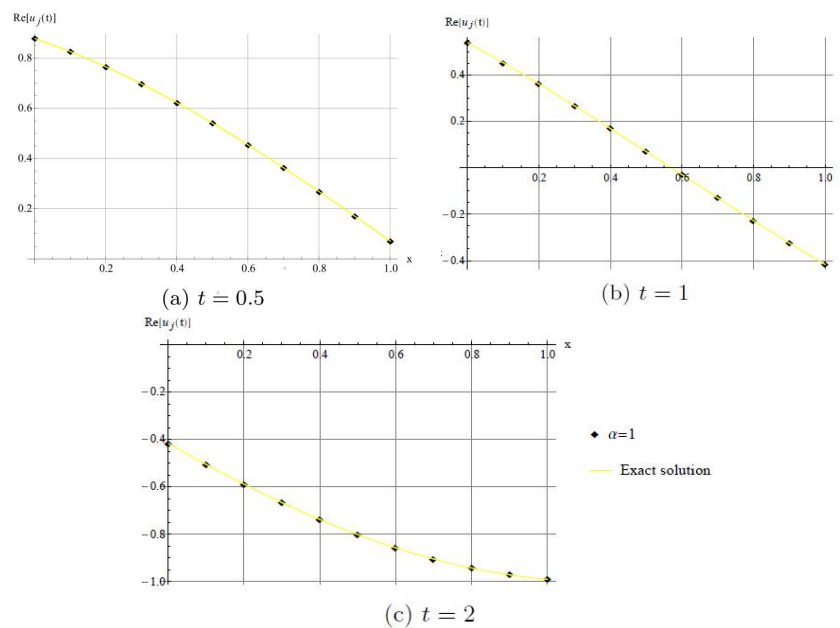 Re[u_j(t)]
0.8
0.6
0.4
0.2
0.2 0.4 0.6 0.8 1.0 x
(a) t = 0.5
Re[u_j(t)]
0.4
0.2
0.2 0.4 0.6 0.8 1.0
−0.2
−0.4
(b) t = 1
Re[u_j(t)]
0.2 0.4 0.6 0.8 1.0 x
−0.2
−0.4
−0.6
−0.8
−1.0
α=1
Exact solution
(c) t = 2